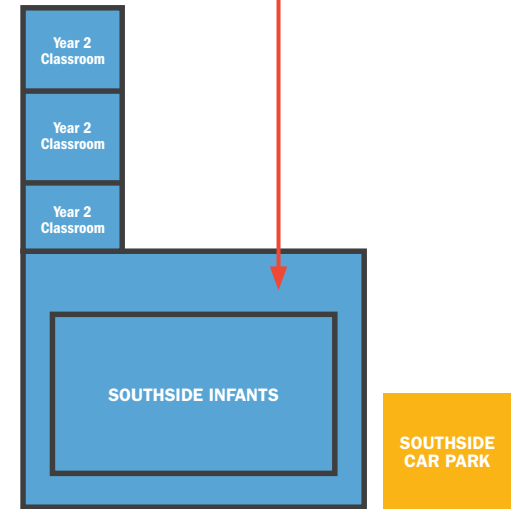 Year 2
Classroom
Year 2
Classroom
Year 2
Classroom
SOUTHSIDE INFANTS
SOUTHSIDE
CAR PARK